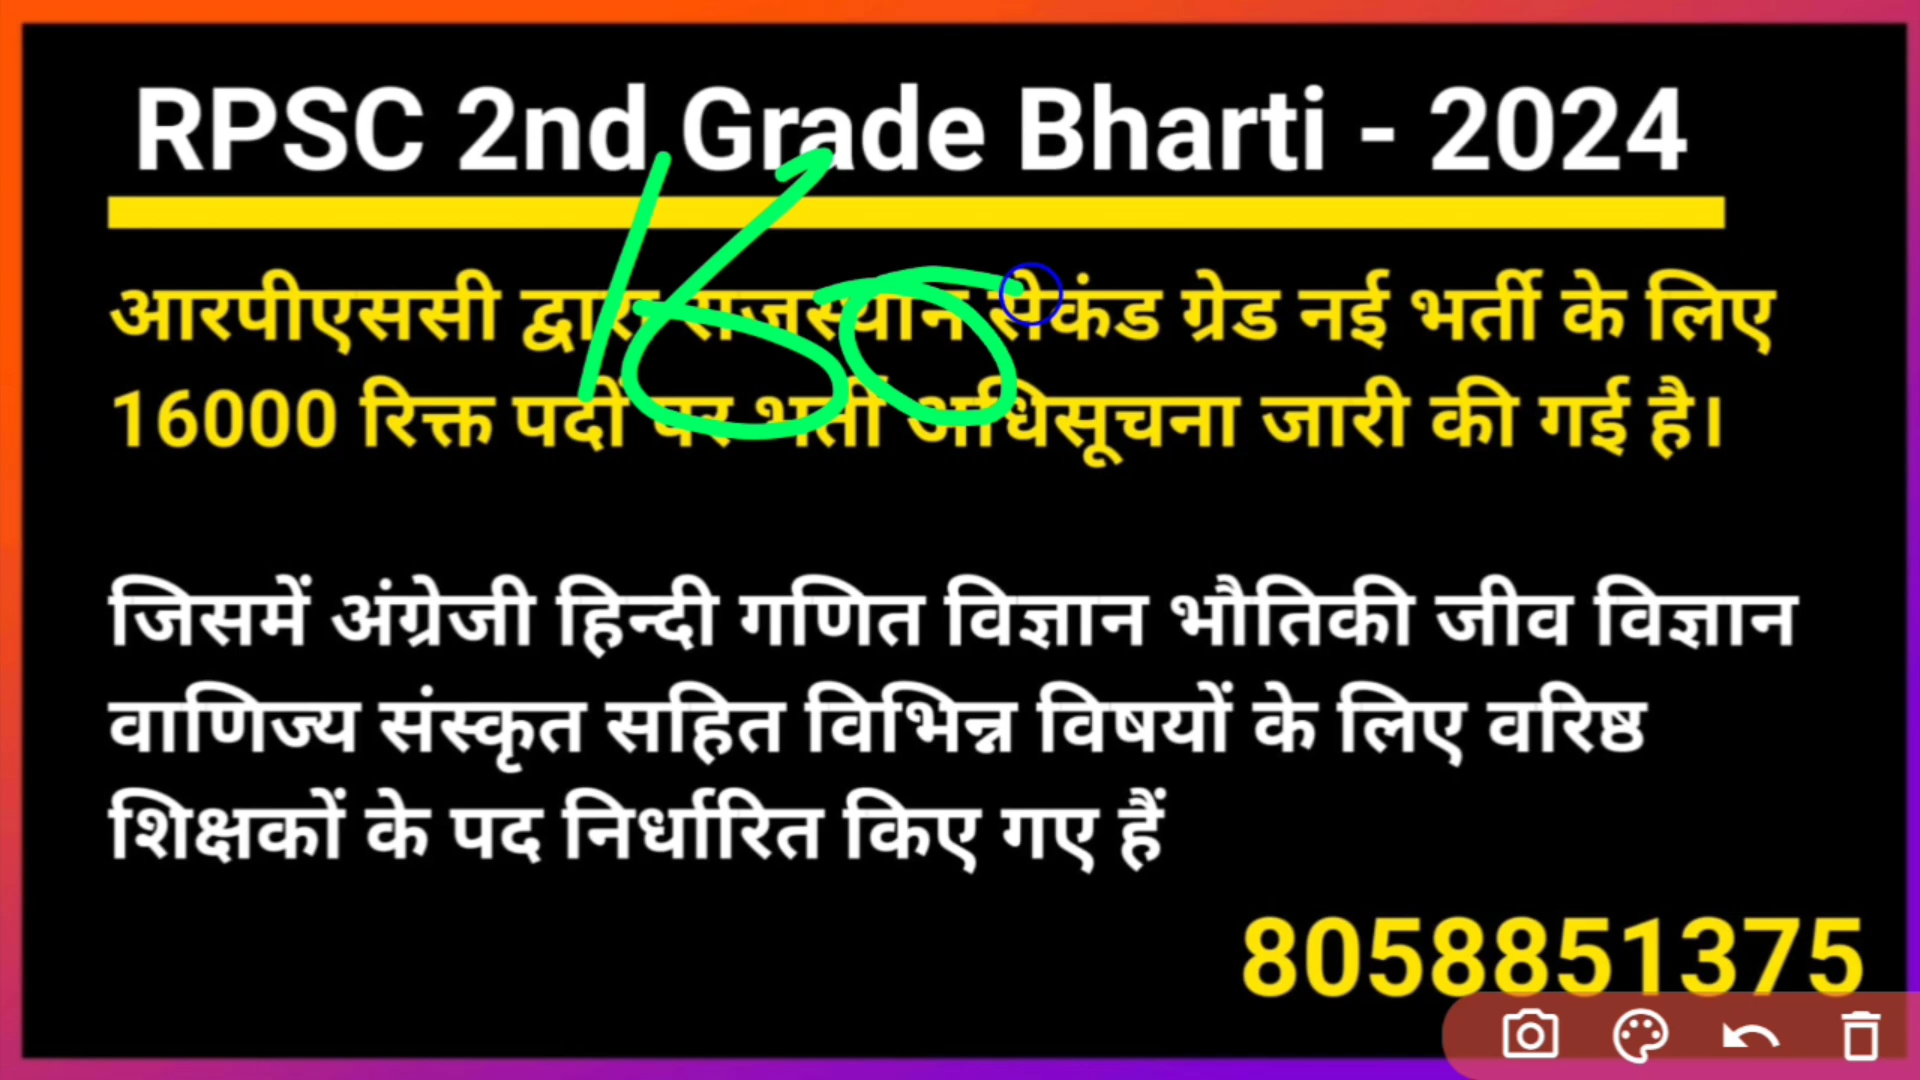 RPSC 2nd Grade Bharti - 2024
आरपीएससी द्वारा राजस्थान सेकंड ग्रेड नई भर्ती के लिए
16000 रिक्त पदों पर भर्ती अधिसूचना जारी की गई है।
जिसमें अंग्रेजी हिन्दी गणित विज्ञान भौतिकी जीव विज्ञान
वाणिज्य संस्कृत सहित विभिन्न विषयों के लिए वरिष्ठ
शिक्षकों के पद निर्धारित किए गए हैं
8058851375